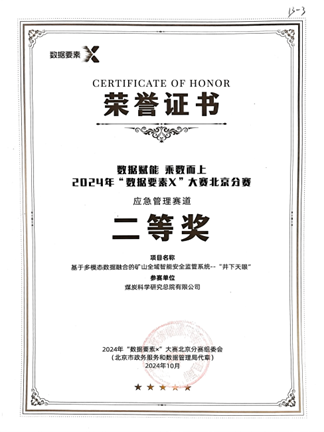 15-3
数据要素 X
CERTIFICATE OF HONOR
荣誉证书
数据赋能 乘数而上
2024年“数据要素X”大赛北京分赛
应急管理赛道
二等奖
项目名称
基于多模态数据融合的矿山全域智能安全监管系统--“井下天眼”
参赛单位
煤炭科学研究总院有限公司
2024年“数据要素×”大赛北京分赛组委会
（北京市政务服务和数据管理局代章）
2024年10月